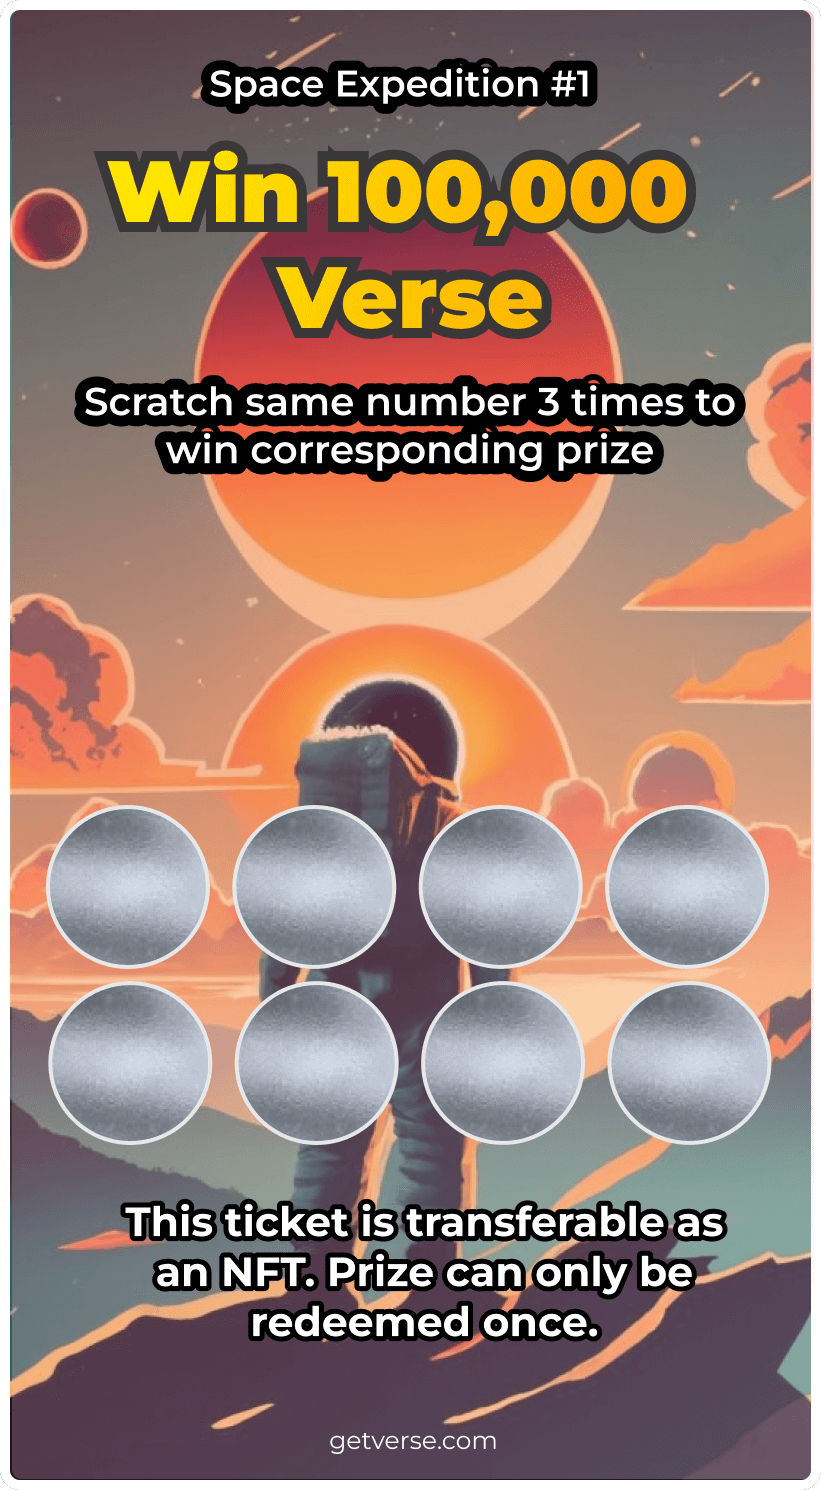 Space Expedition #1
Win 100,000
Verse
Scratch same number 3 times to
win corresponding prize
This ticket is transferable as
an NFT. Prize can only be
redeemed once.
getverse.com